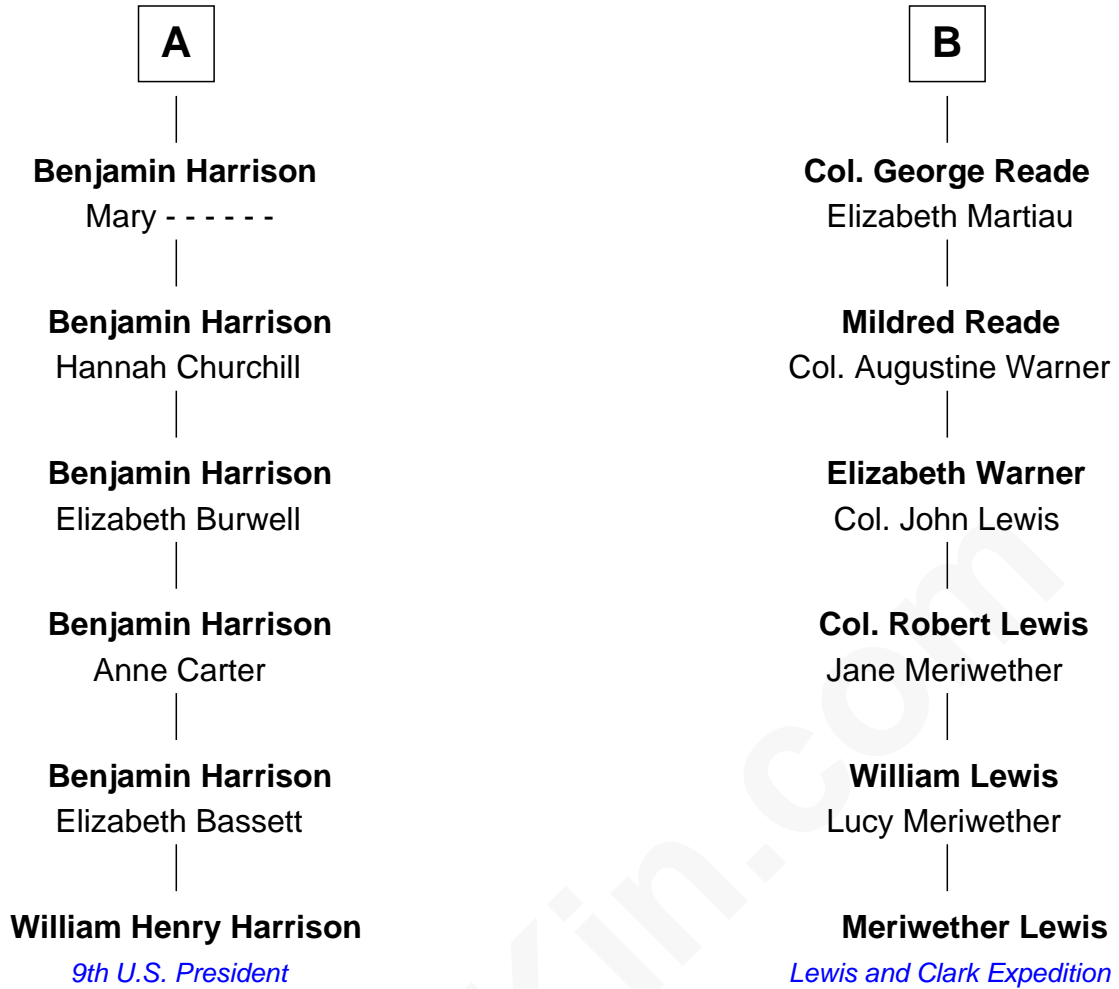 A
Benjamin Harrison
Mary - - - - - -
Benjamin Harrison
Hannah Churchill
Benjamin Harrison
Elizabeth Burwell
Benjamin Harrison
Anne Carter
Benjamin Harrison
Elizabeth Bassett
William Henry Harrison
9th U.S. President
B
Col. George Reade
Elizabeth Martiau
Mildred Reade
Col. Augustine Warner
Elizabeth Warner
Col. John Lewis
Col. Robert Lewis
Jane Meriwether
William Lewis
Lucy Meriwether
Meriwether Lewis
Lewis and Clark Expedition
Kin.com